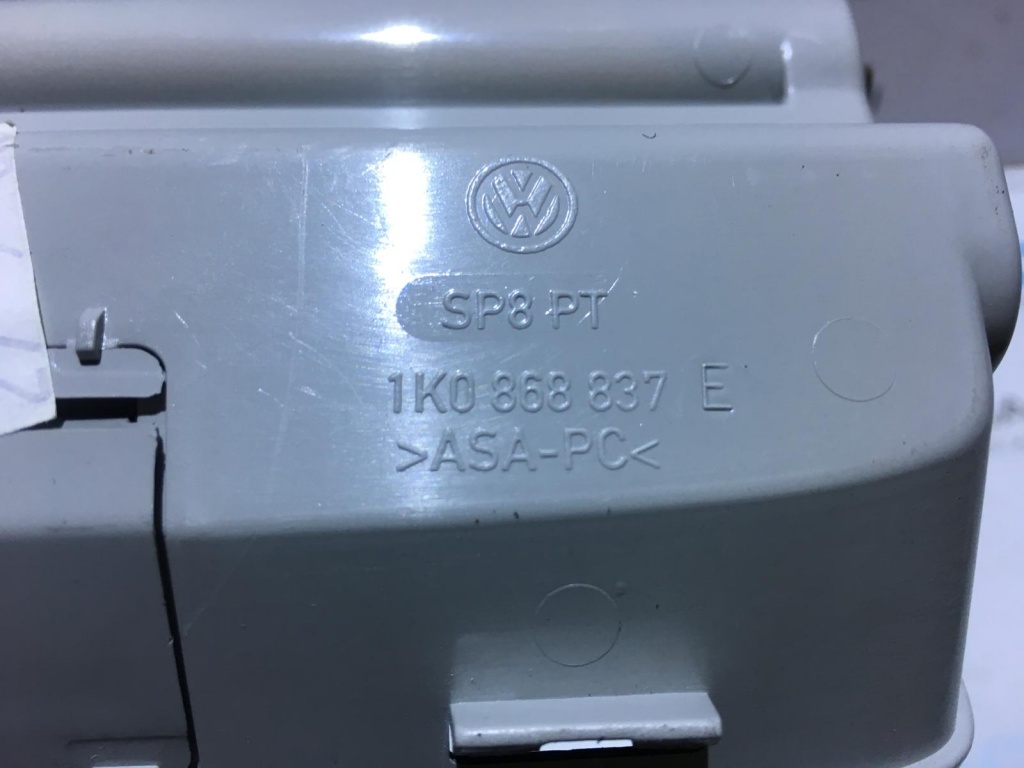 VW
SP8 PT
1K0 868 837 E
>ASA-PC<